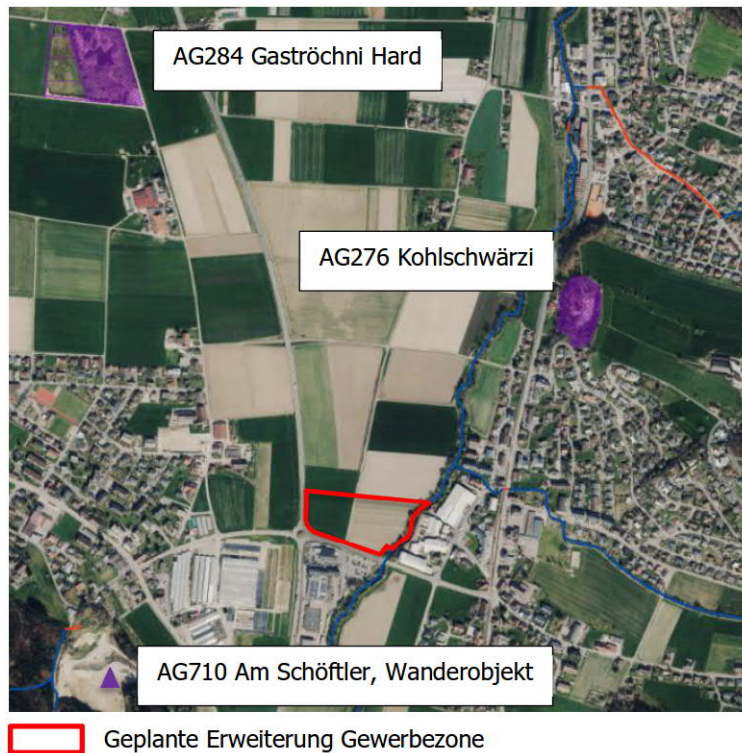 AG284 Gaströchni Hard
AG276 Kohlschwärzi
AG710 Am Schöftler, Wanderobjekt
Geplante Erweiterung Gewerbezone